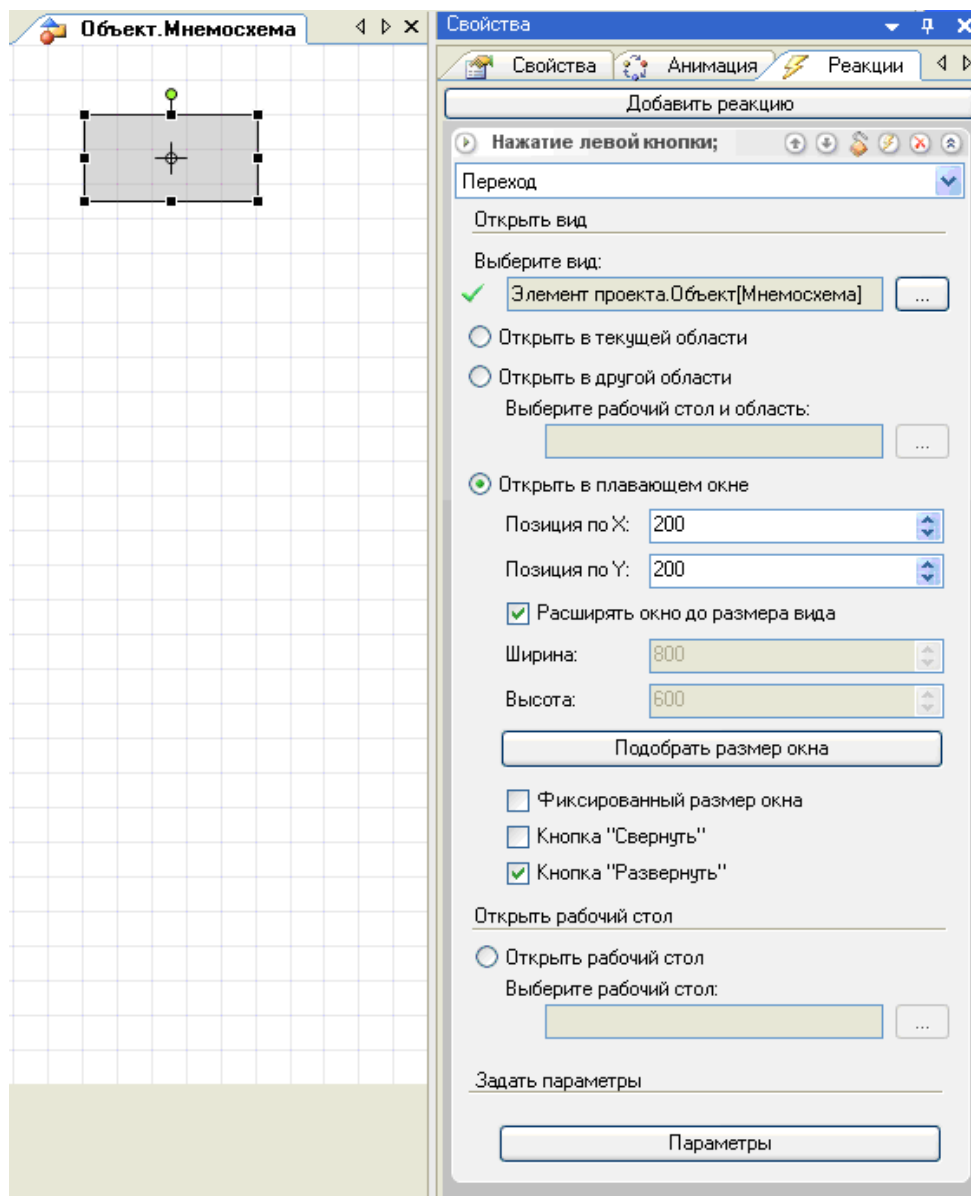 Объект.Мнемосхема
Свойства
Свойства Анимация Реакции
Добавить реакцию
Нажатие левой кнопки;
Переход
Открыть вид
Выберите вид:
Элемент проекта.Объект[Мнемосхема] ...
Открыть в текущей области
Открыть в другой области
Выберите рабочий стол и область:
...
Открыть в плавающем окне
Позиция по X: 200
Позиция по Y: 200
Расширять окно до размера вида
Ширина: 800
Высота: 600
Подобрать размер окна
Фиксированный размер окна
Кнопка "Свернуть"
Кнопка "Развернуть"
Открыть рабочий стол
Открыть рабочий стол
Выберите рабочий стол:
...
Задать параметры
Параметры